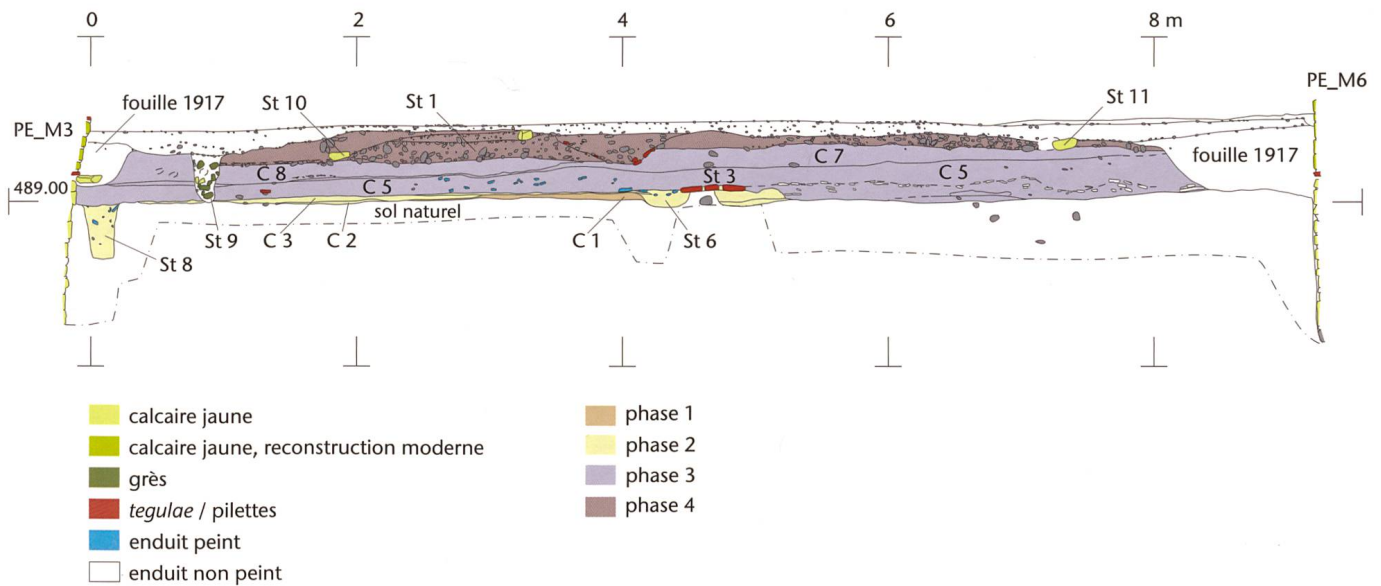 0 2 4 6 8 m
PE_M3 fouille 1917 St 10 St 1 St 11 PE_M6
C 8 C 7 fouille 1917
489.00 C 5 St 3 C 5
sol naturel
St 8 St 9 C 3 C 2 C 1 St 6
calcaire jaune
calcaire jaune, reconstruction moderne
grès
tegulae / pilettes
enduit peint
enduit non peint
phase 1
phase 2
phase 3
phase 4